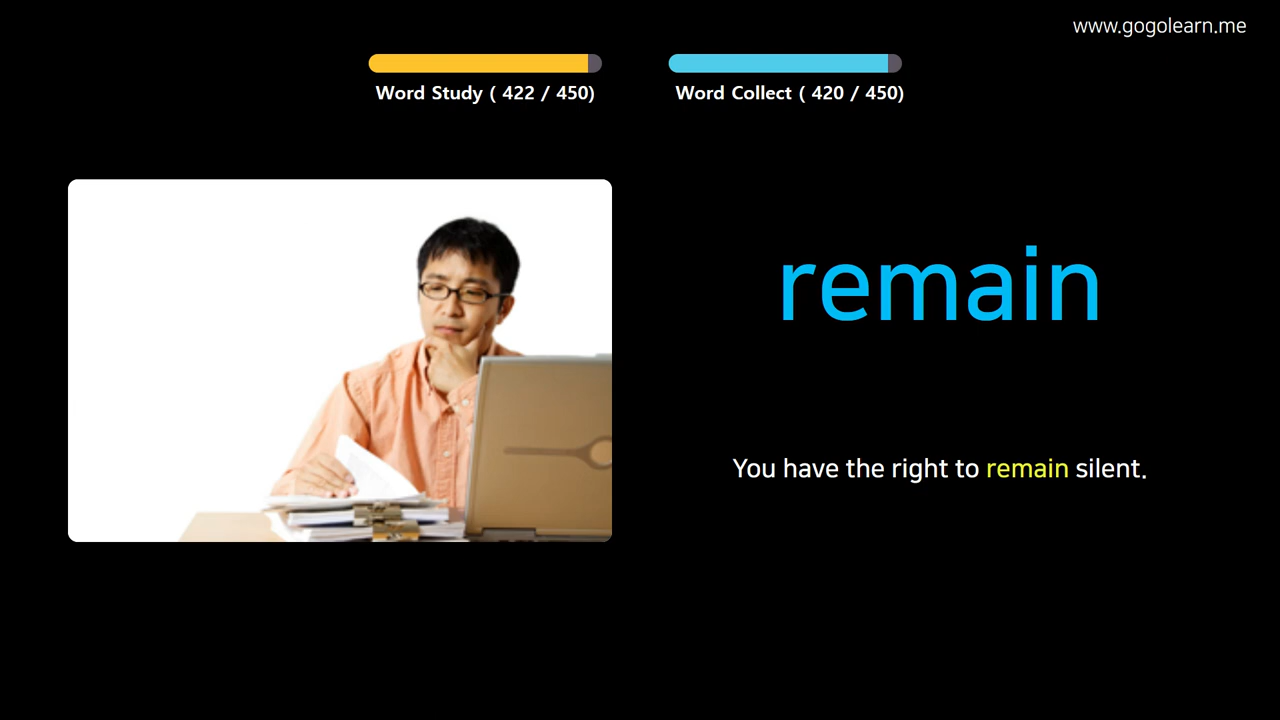 www.gogolearn.me
Word Study ( 422 / 450)
Word Collect ( 420 / 450)
remain
You have the right to remain silent.